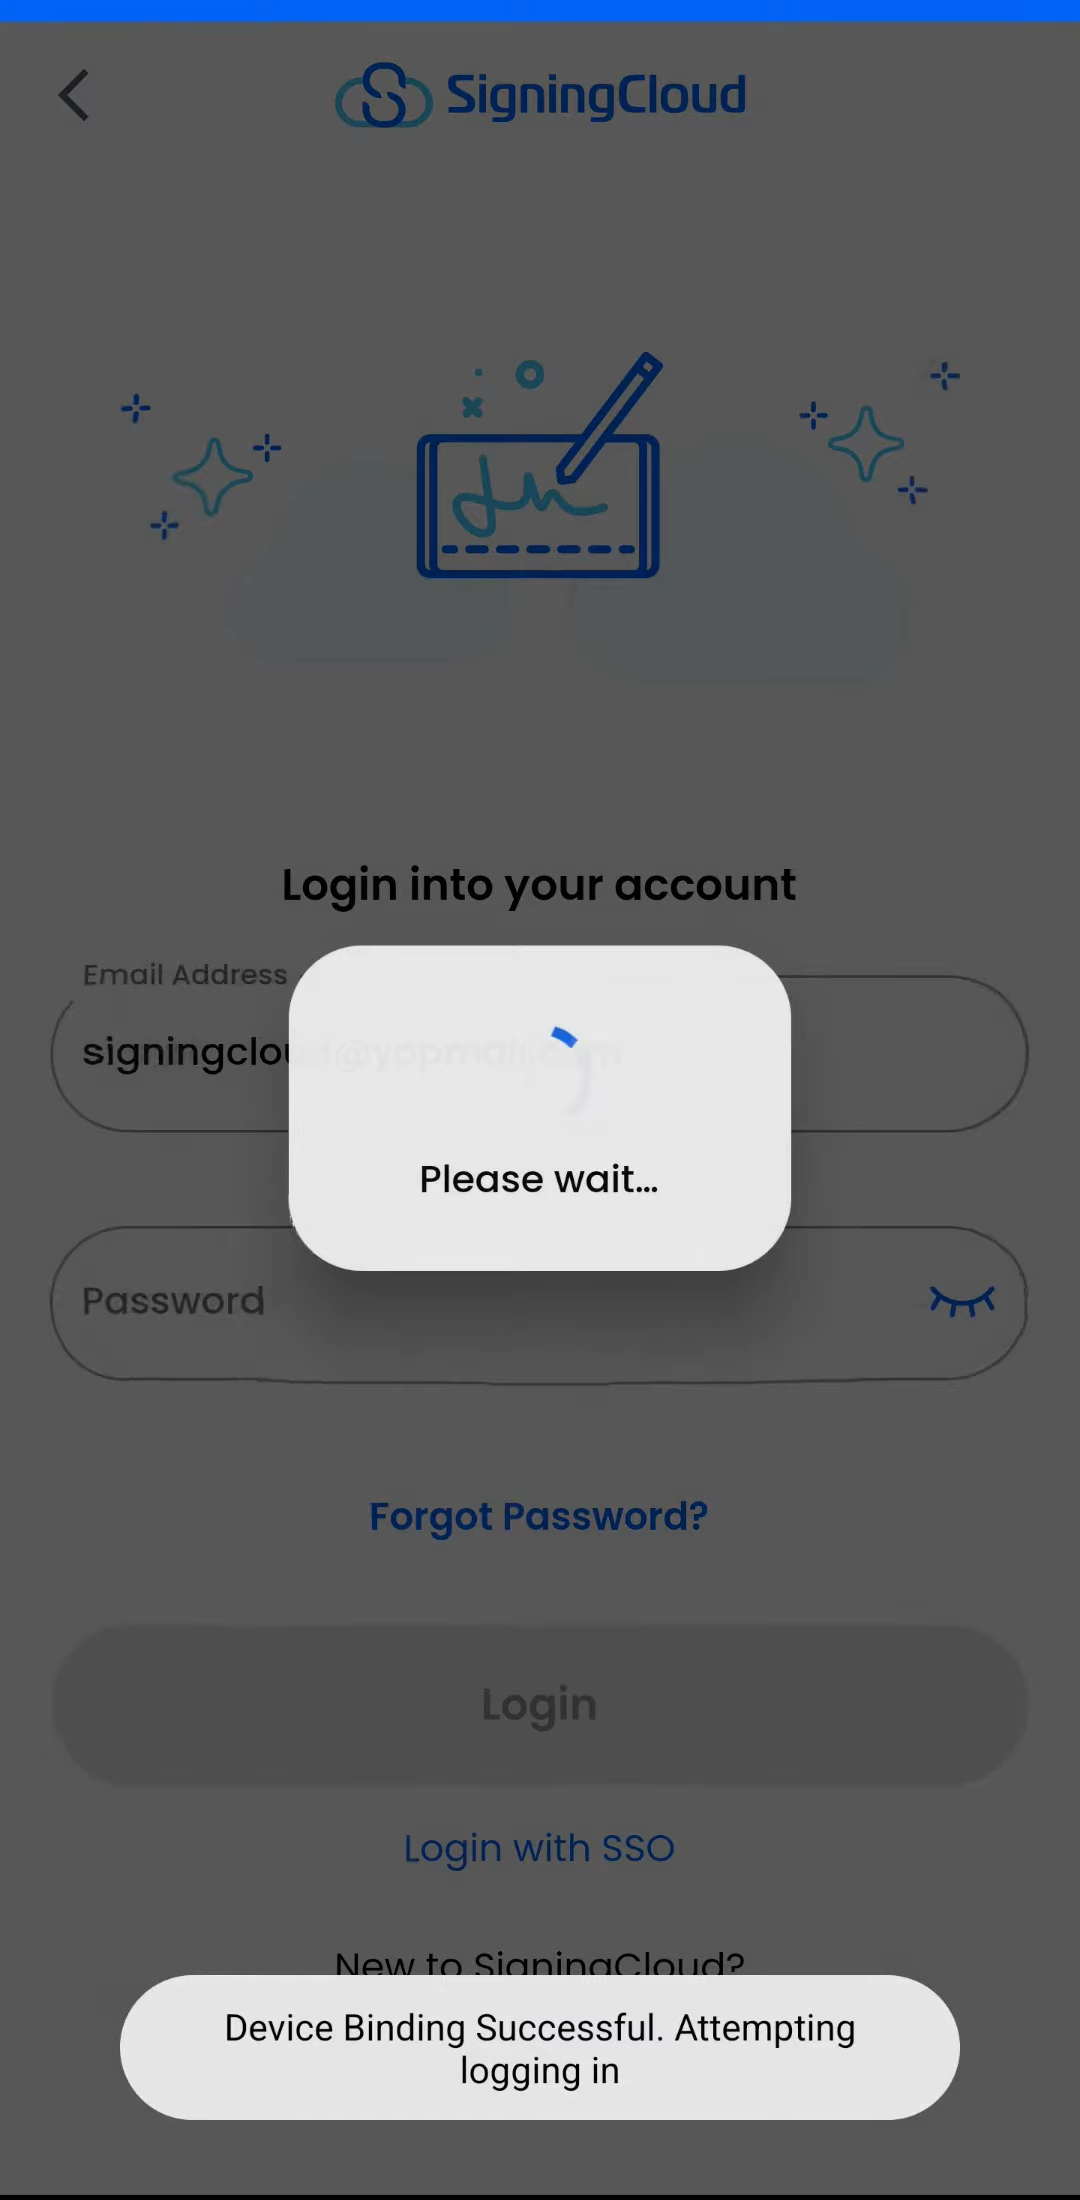 SigningCloud
Login into your account
Email Address
Please wait...
Password
Forgot Password?
Login
Login with SSO
New to SigningCloud?
Device Binding Successful. Attempting
logging in